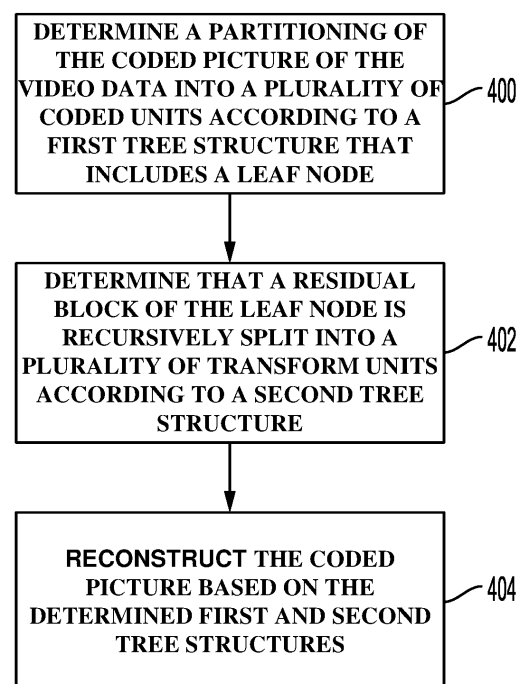 DETERMINE A PARTITIONING OF
THE CODED PICTURE OF THE
VIDEO DATA INTO A PLURALITY OF
CODED UNITS ACCORDING TO A
FIRST TREE STRUCTURE THAT
INCLUDES A LEAF NODE
400
DETERMINE THAT A RESIDUAL
BLOCK OF THE LEAF NODE IS
RECURSIVELY SPLIT INTO A
PLURALITY OF TRANSFORM UNITS
ACCORDING TO A SECOND TREE
STRUCTURE
402
RECONSTRUCT THE CODED
PICTURE BASED ON THE
DETERMINED FIRST AND SECOND
TREE STRUCTURES
404